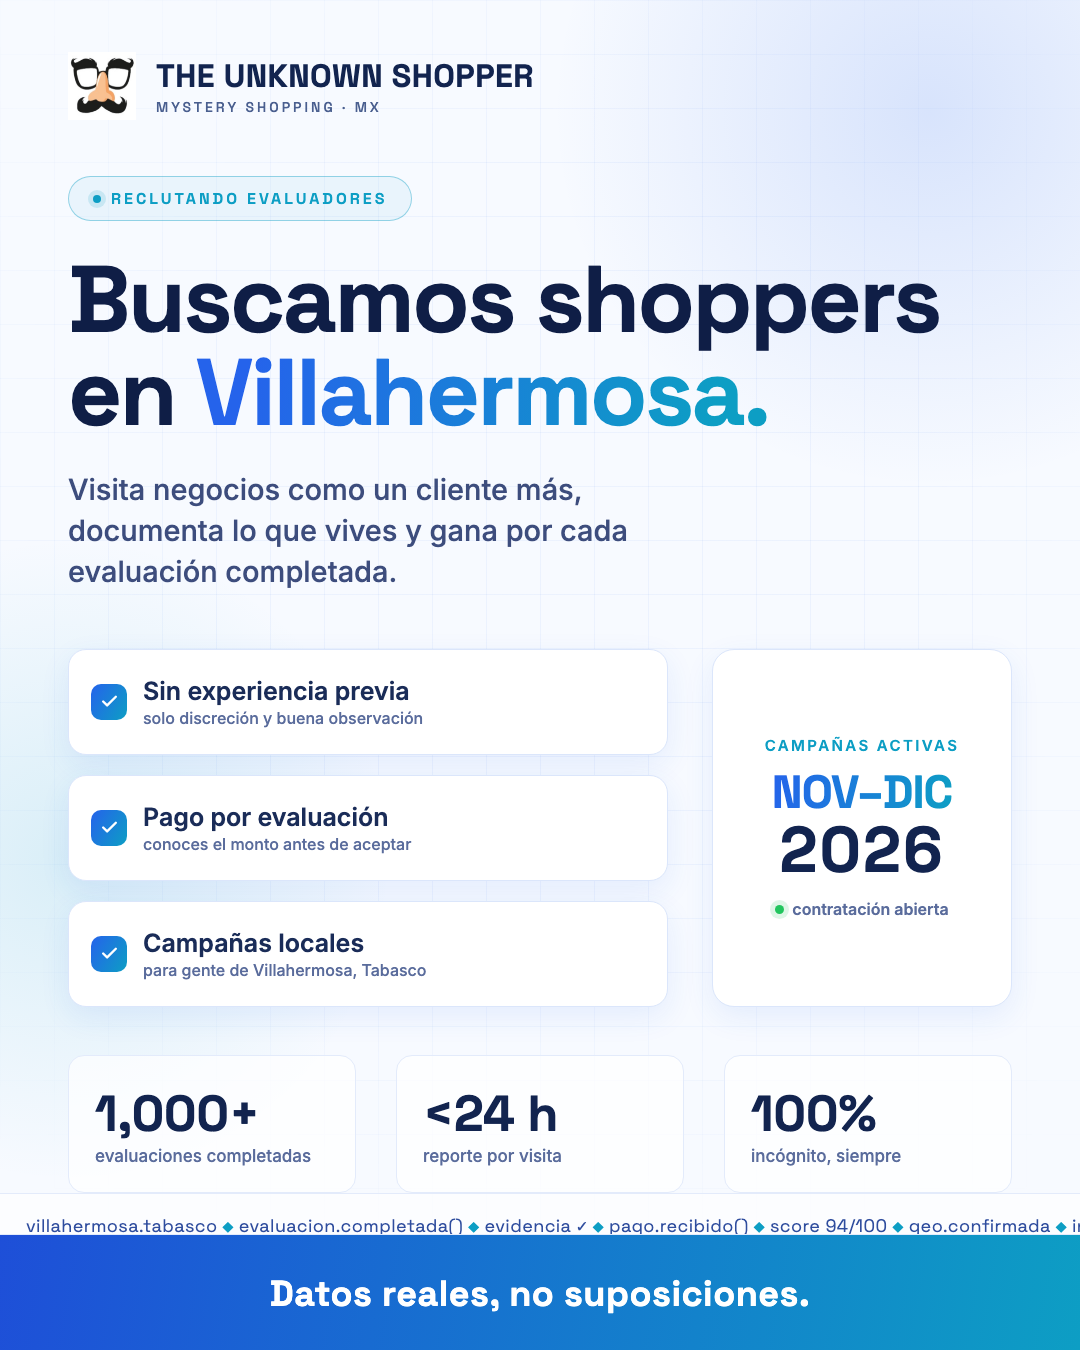 THE UNKNOWN SHOPPER
MYSTERY SHOPPING · MX
RECLUTANDO EVALUADORES
Buscamos shoppers
en Villahermosa.
Visita negocios como un cliente más,
documenta lo que vives y gana por cada
evaluación completada.
Sin experiencia previa
solo discreción y buena observación
Pago por evaluación
conoces el monto antes de aceptar
Campañas locales
para gente de Villahermosa, Tabasco
CAMPAÑAS ACTIVAS
NOV–DIC
2026
contratación abierta
1,000+
evaluaciones completadas
<24 h
reporte por visita
100%
incógnito, siempre
villahermosa.tabasco ◆ evaluacion.completada() ◆ evidencia ✓ ◆ pago.recibido() ◆ score 94/100 ◆ geo.confirmada ◆
Datos reales, no suposiciones.